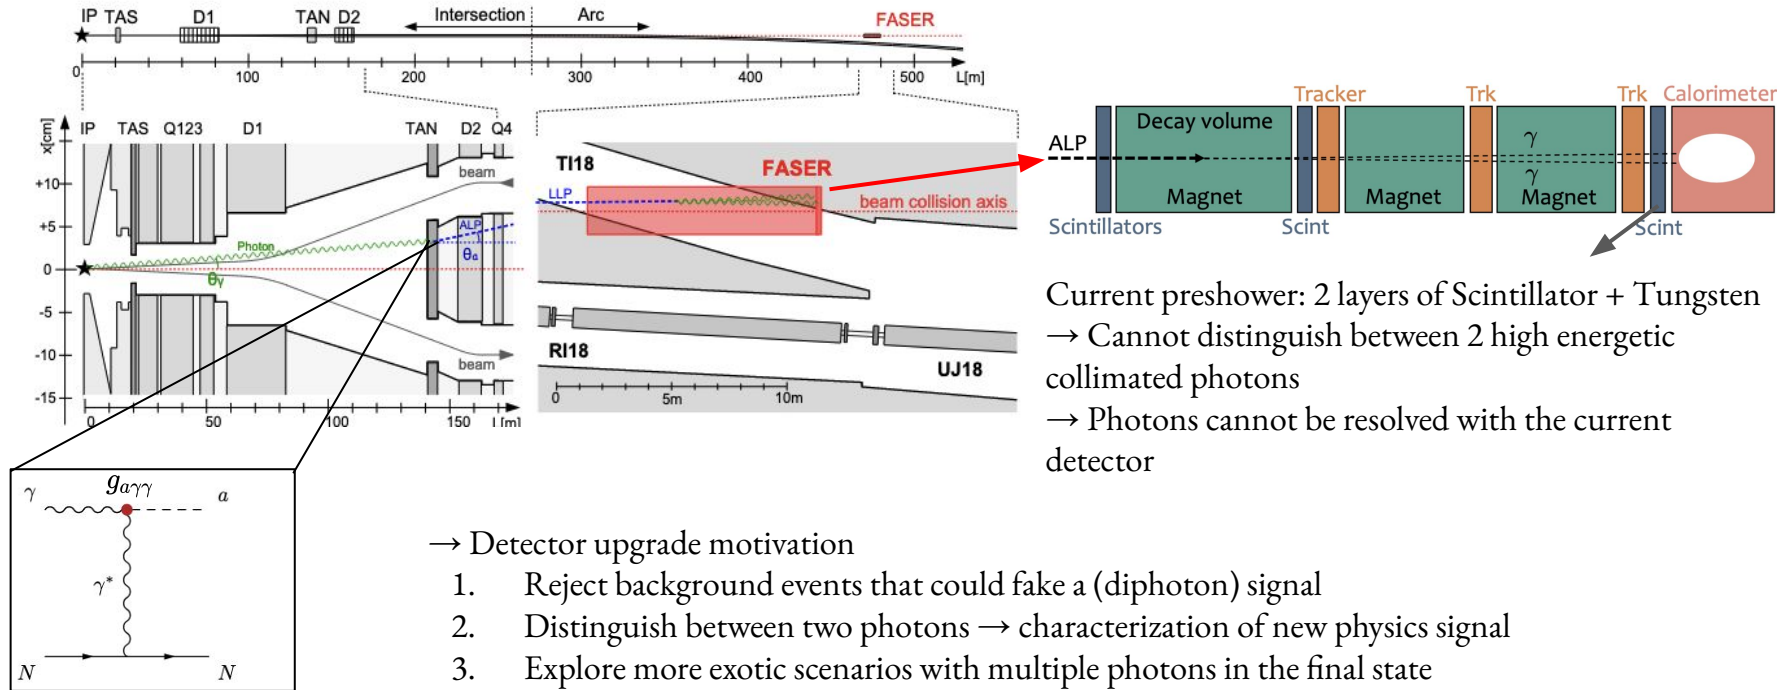 IP TAS D1 TAN D2 Intersection Arc FASER
0 100 200 300 400 500 L[m]
x[cm]
IP TAS Q123 D1 TAN D2 Q4
+10
+5
0
-5
-10
-15
beam
Photon
θγ
ALP
θa
beam
0 50 100 150 L[m]
TI18
FASER
LLP
beam collision axis
RI18
UJ18
0 5m 10m
Tracker Trk Trk Calorimeter
ALP
Decay volume
γ
γ
Magnet Magnet Magnet
Scintillators Scint Scint
Current preshower: 2 layers of Scintillator + Tungsten
→ Cannot distinguish between 2 high energetic
collimated photons
→ Photons cannot be resolved with the current
detector
γ gaγγ a
γ*
N N
→ Detector upgrade motivation
1. Reject background events that could fake a (diphoton) signal
2. Distinguish between two photons → characterization of new physics signal
3. Explore more exotic scenarios with multiple photons in the final state